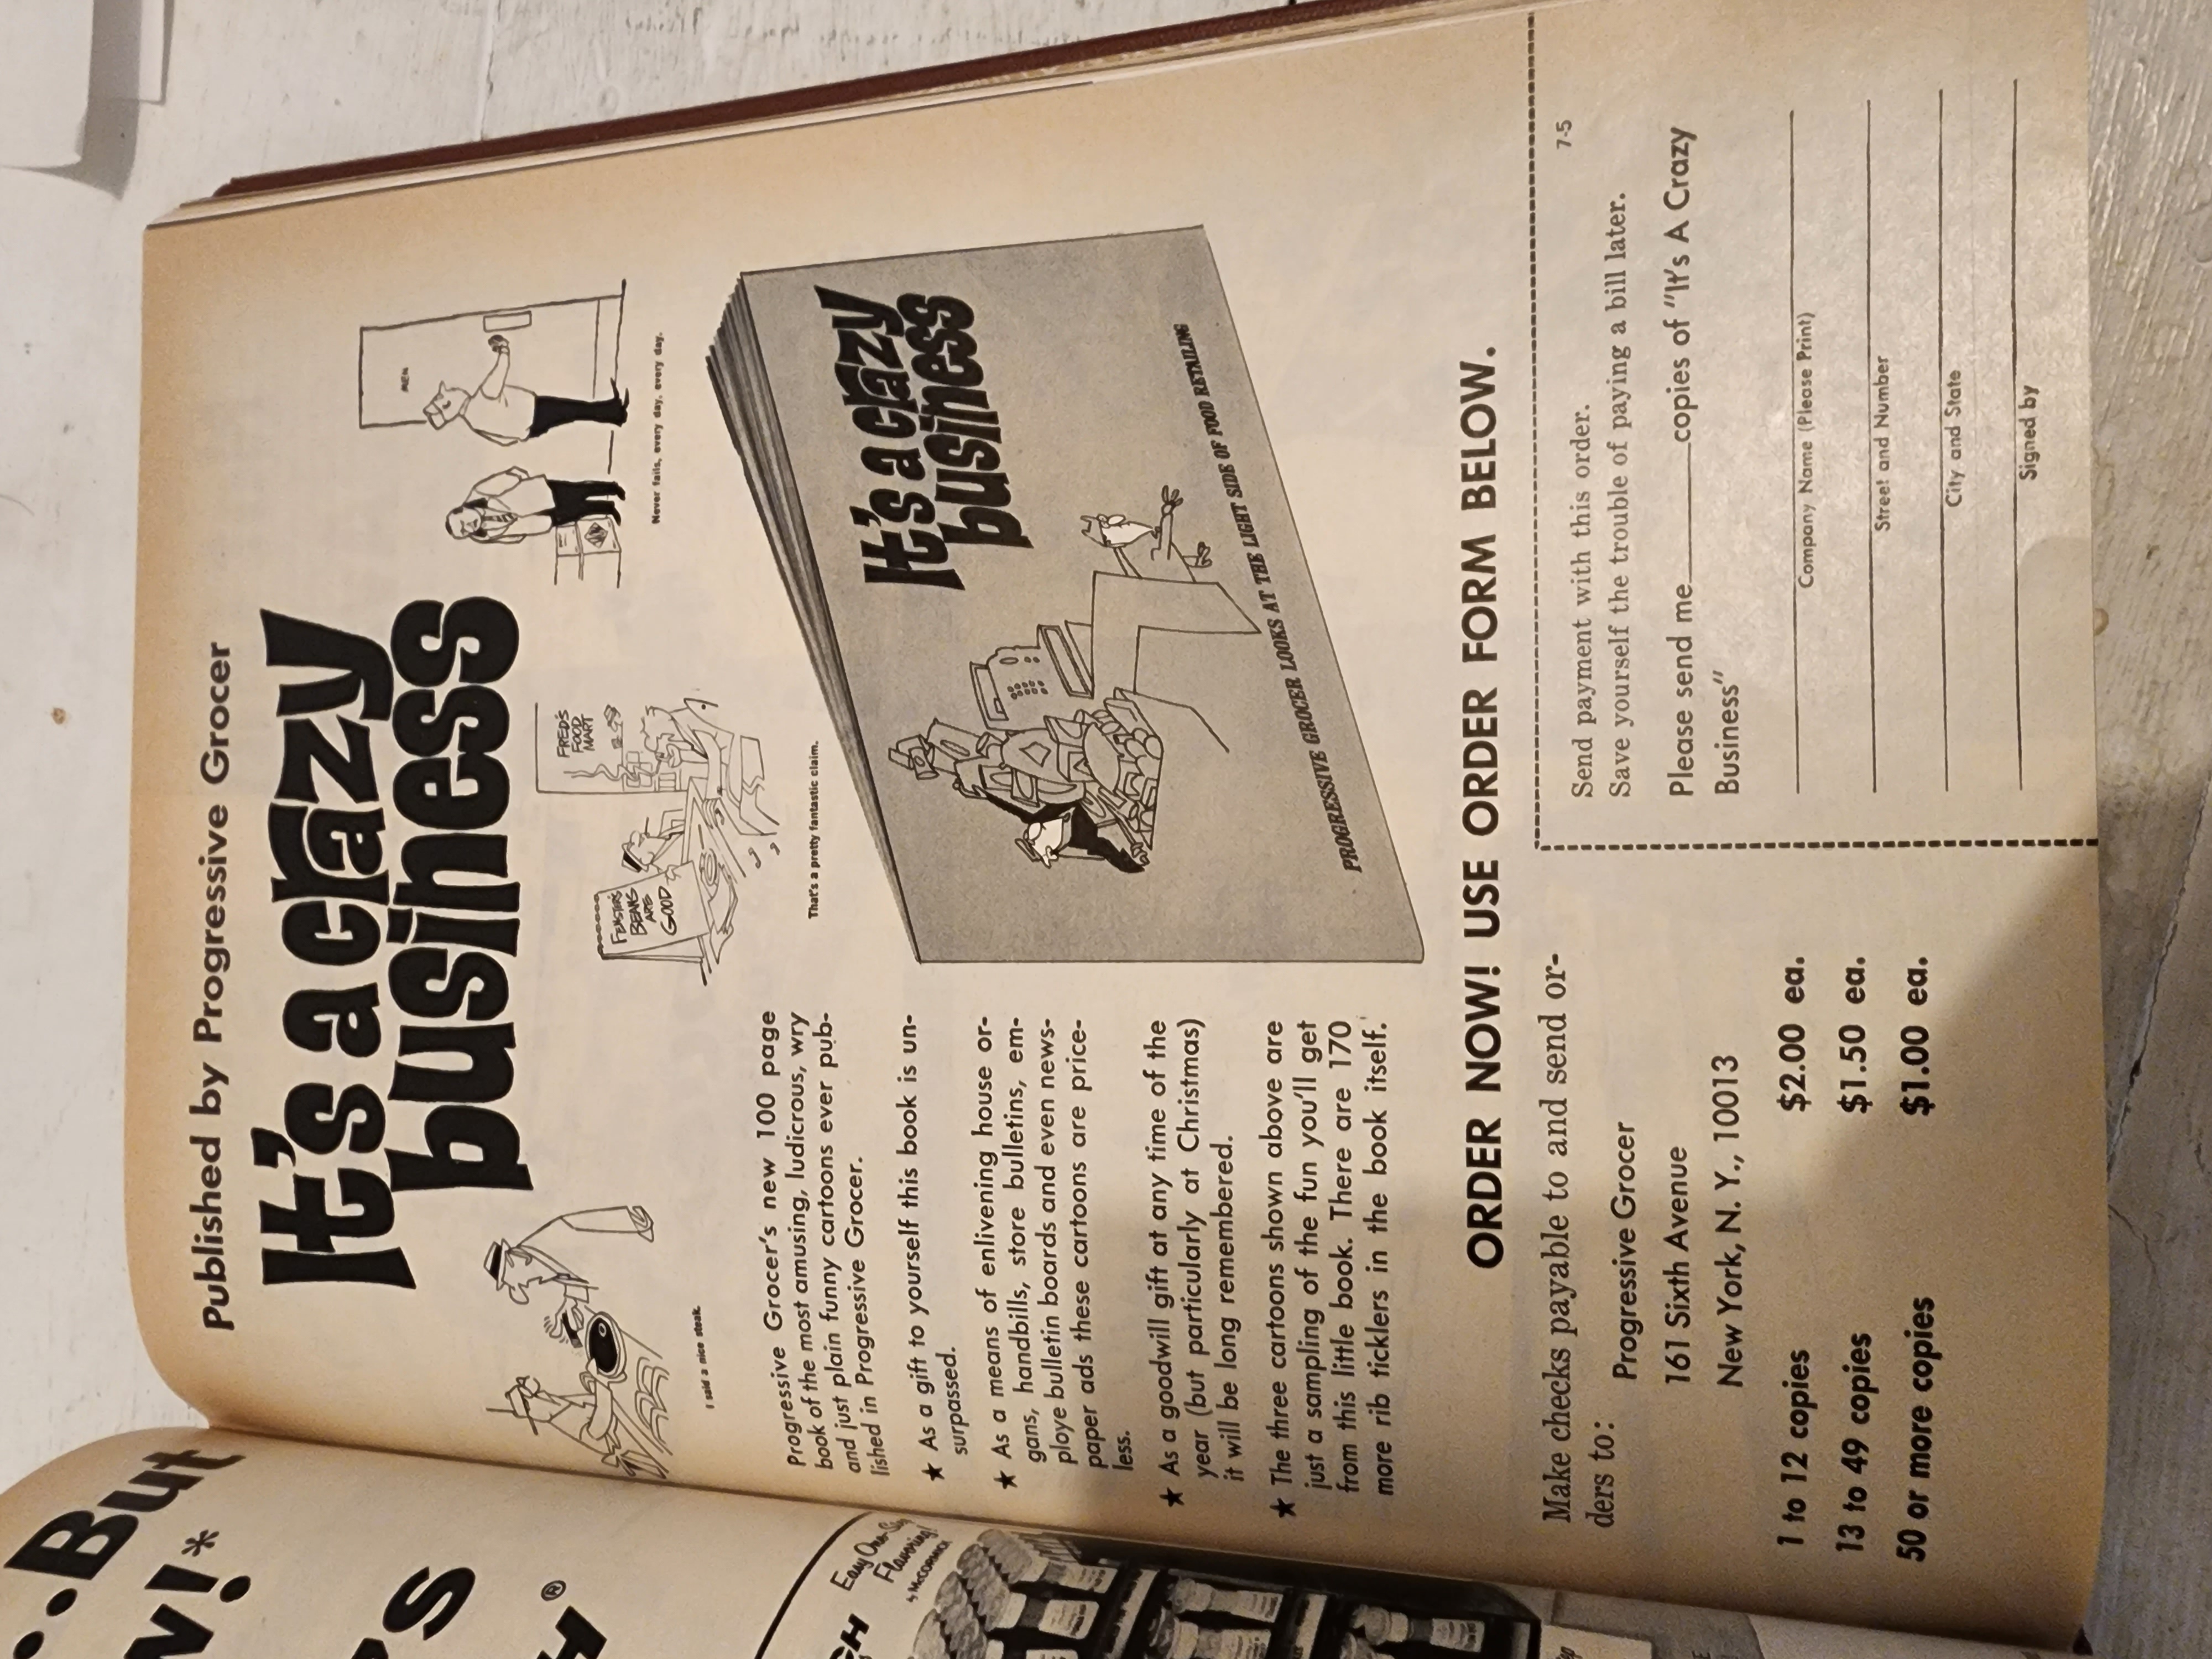 ...But
W!*
RS
H®
GH
Easy One-Sh
Flavoring!
by McCORMICK
Published by Progressive Grocer
It's a crazy
business
I said a nice steak.
FEASTER'S
BEANS
ARE
GOOD
FRED'S
FOOD
MART
That's a pretty fantastic claim.
MEN
Never fails, every day, every day.
Progressive Grocer's new 100 page
book of the most amusing, ludicrous, wry
and just plain funny cartoons ever pub-
lished in Progressive Grocer.
★ As a gift to yourself this book is un-
surpassed.
★ As a means of enlivening house or-
gans, handbills, store bulletins, em-
ploye bulletin boards and even news-
paper ads these cartoons are price-
less.
★ As a goodwill gift at any time of the
year (but particularly at Christmas)
it will be long remembered.
★ The three cartoons shown above are
just a sampling of the fun you'll get
from this little book. There are 170
more rib ticklers in the book itself.
It's a crazy
business
PROGRESSIVE GROCER LOOKS AT THE LIGHT SIDE OF FOOD RETAILING
ORDER NOW! USE ORDER FORM BELOW.
Make checks payable to and send or-
ders to:
Progressive Grocer
161 Sixth Avenue
New York, N. Y., 10013
1 to 12 copies $2.00 ea.
13 to 49 copies $1.50 ea.
50 or more copies $1.00 ea.
7-5
Send payment with this order.
Save yourself the trouble of paying a bill later.
Please send me______copies of "It's A Crazy
Business"
Company Name (Please Print)
Street and Number
City and State
Signed by